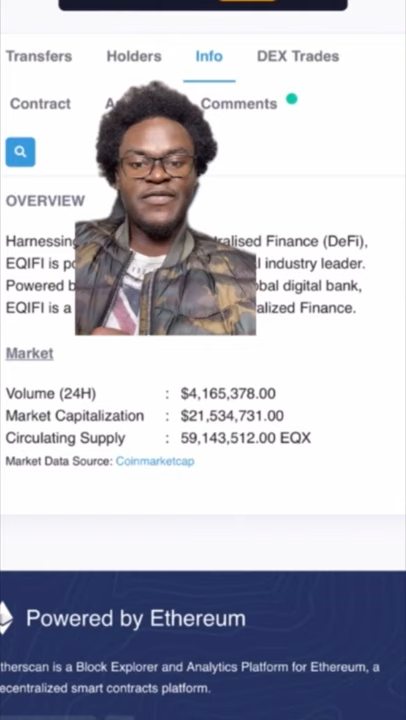 Transfers Holders Info DEX Trades
Contract Comments
OVERVIEW
Harnessing Finance (DeFi),
EQIFI is industry leader.
Powered digital bank,
EQIFI is a Finance.
Market
Volume (24H) : $4,165,378.00
Market Capitalization : $21,534,731.00
Circulating Supply : 59,143,512.00 EQX
Market Data Source: Coinmarketcap
Powered by Ethereum
therscan is a Block Explorer and Analytics Platform for Ethereum, a
ecentralized smart contracts platform.